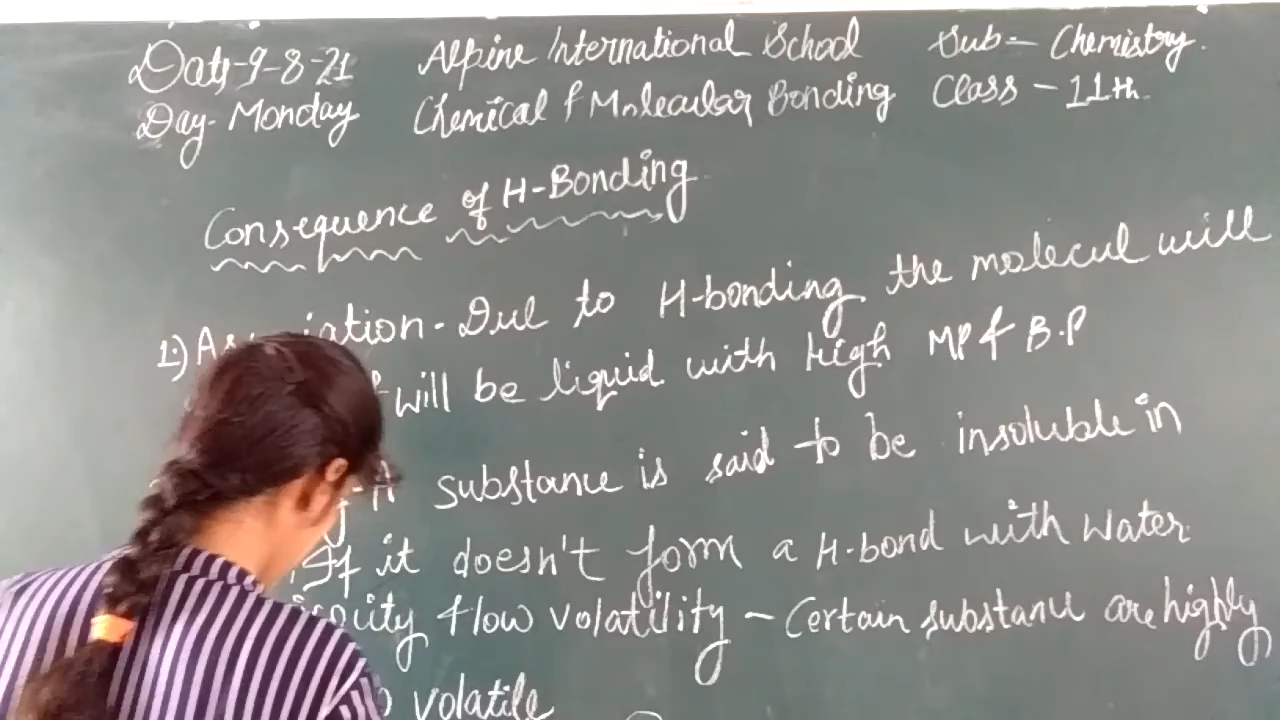 Date-9-8-21 Alpine International School Sub:- Chemistry.
Day- Monday Chemical & Molecular Bonding Class - 11th.
Consequence of H-Bonding
1.) Association - Due to H-bonding the molecul will
will be liquid with high MP & B.P
A substance is said to be insoluble in
If it doesn't form a H-bond with water
flow volatility - Certain substance are highly
volatile